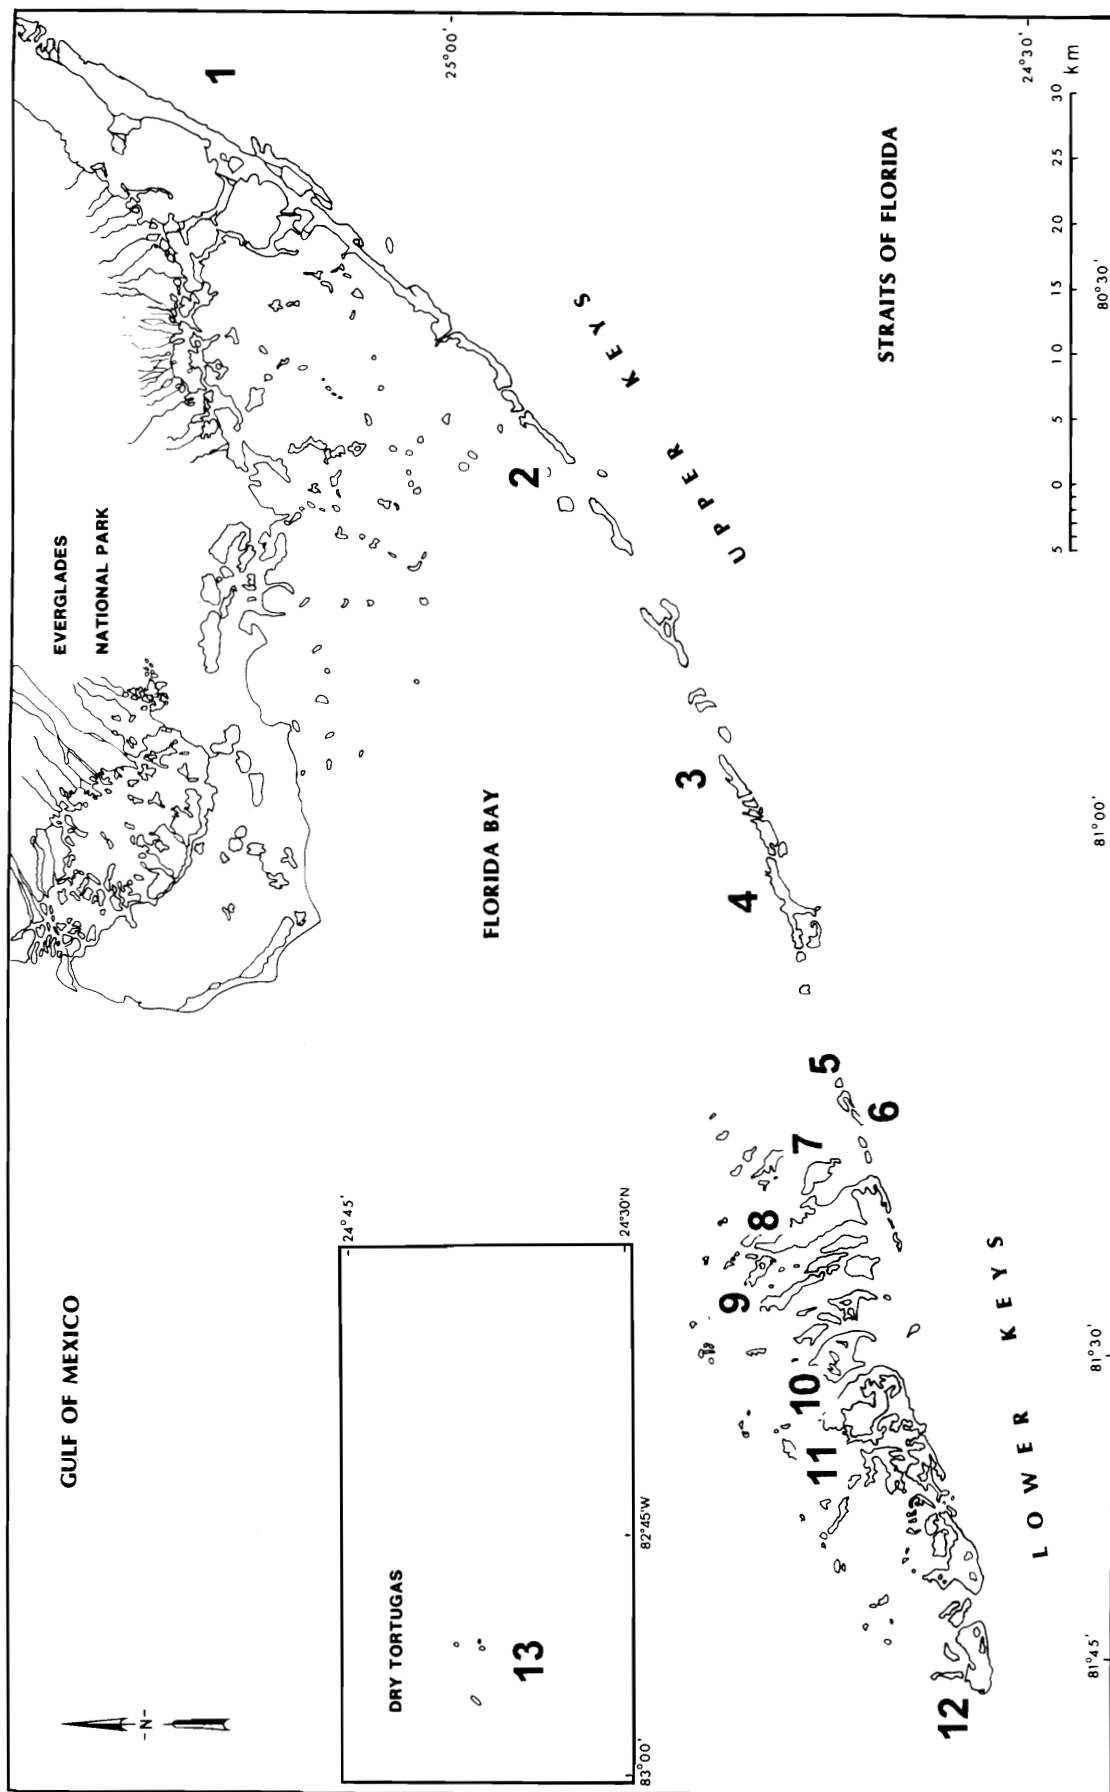 GULF OF MEXICO
EVERGLADES
NATIONAL PARK
-N-
FLORIDA BAY
DRY TORTUGAS
STRAITS OF FLORIDA
UPPER KEYS
LOWER KEYS
1
2
3
4
5
6
7
8
9
10
11
12
13
25°00'
24°30'
24°45'
24°30'N
83°00'
82°45'W
81°45'
81°30'
81°00'
80°30'
5 0 5 10 15 20 25 30
km